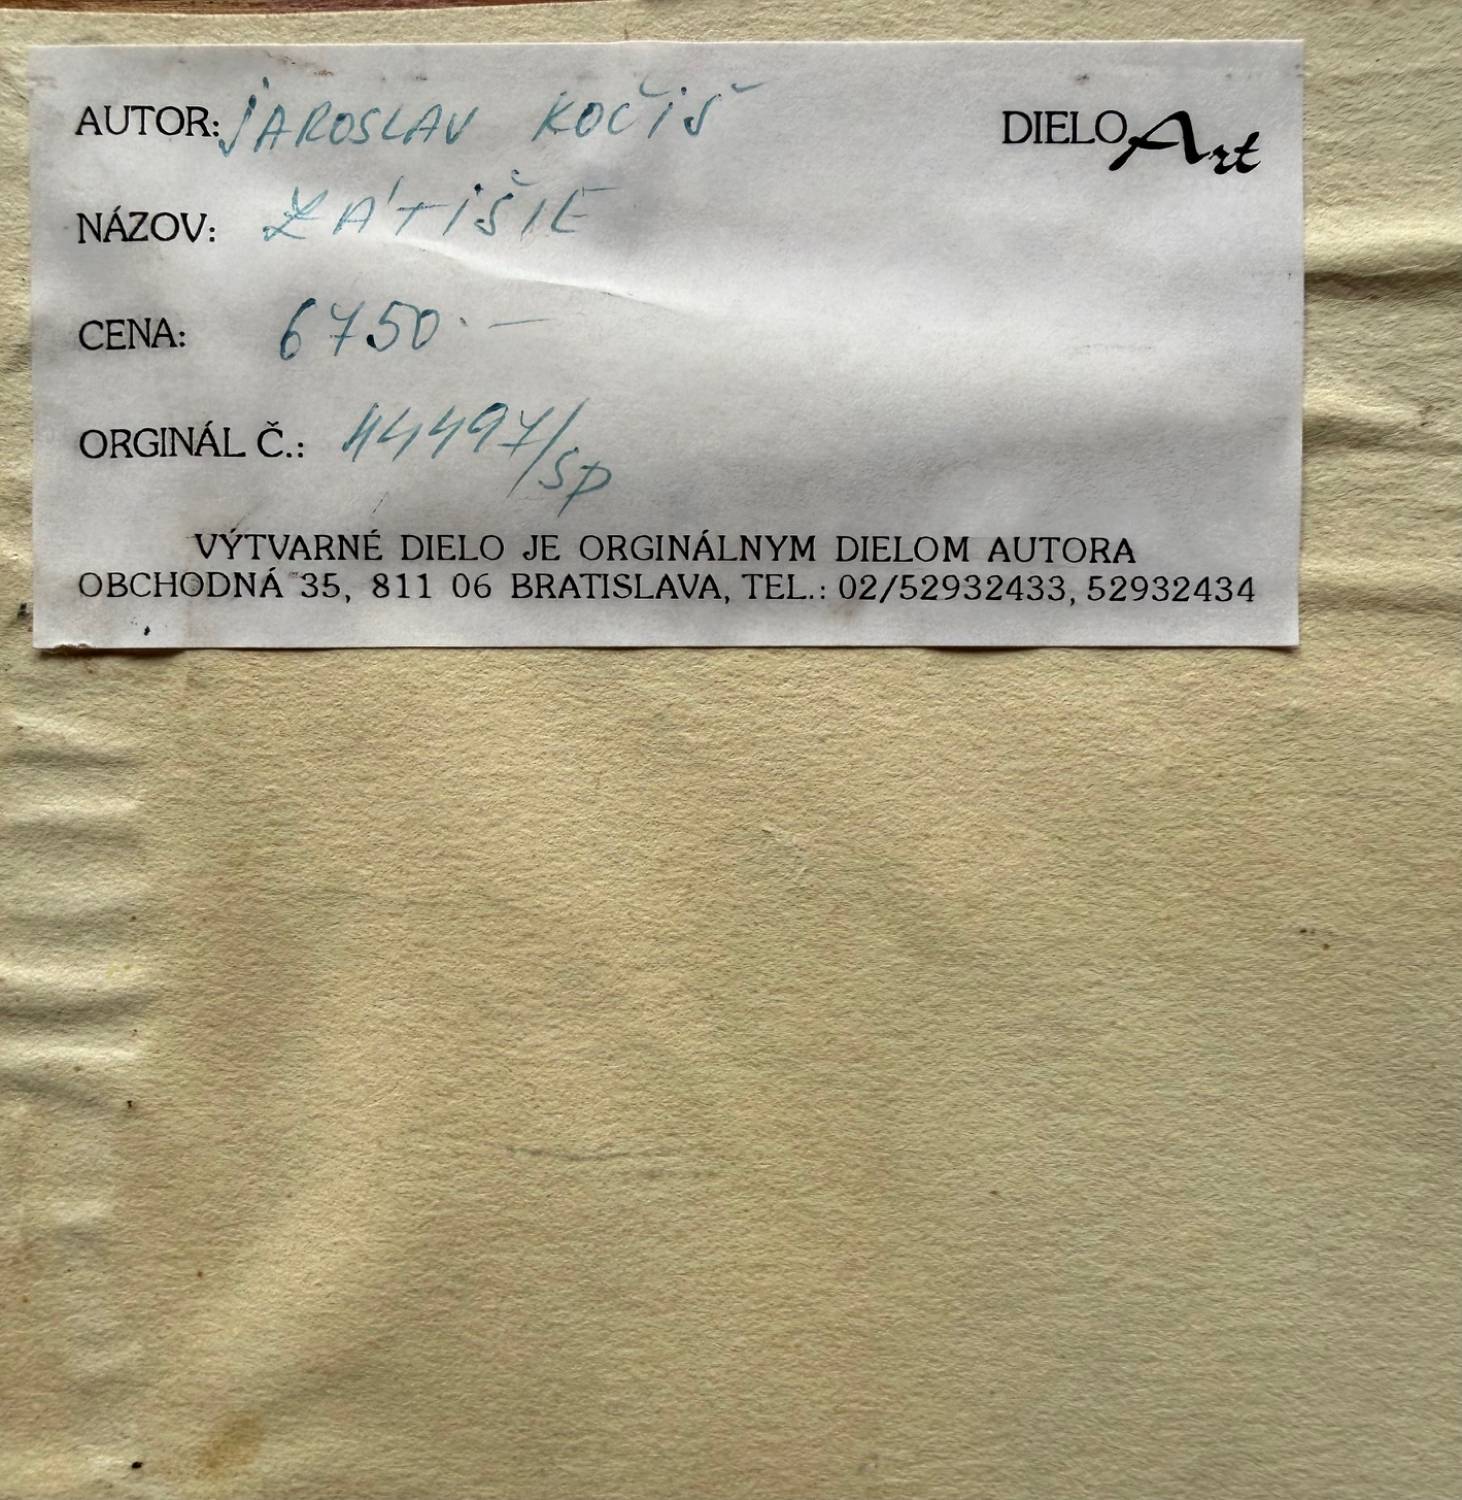 AUTOR: JAROSLAV KOČIŠ DIELO Art
NÁZOV: ZÁTIŠIE
CENA: 6750.—
ORGINÁL Č.: 44497/SP
VÝTVARNÉ DIELO JE ORGINÁLNYM DIELOM AUTORA
OBCHODNÁ 35, 811 06 BRATISLAVA, TEL.: 02/52932433, 52932434